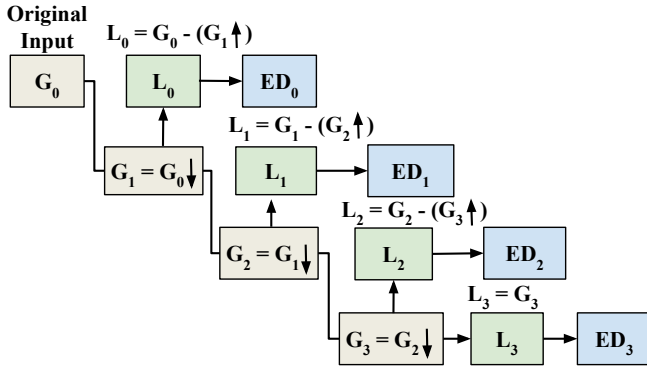 Original
Input
L₀ = G₀ - (G₁↑)
G₀
L₀
ED₀
L₁ = G₁ - (G₂↑)
G₁ = G₀↓
L₁
ED₁
L₂ = G₂ - (G₃↑)
G₂ = G₁↓
L₂
ED₂
L₃ = G₃
G₃ = G₂↓
L₃
ED₃